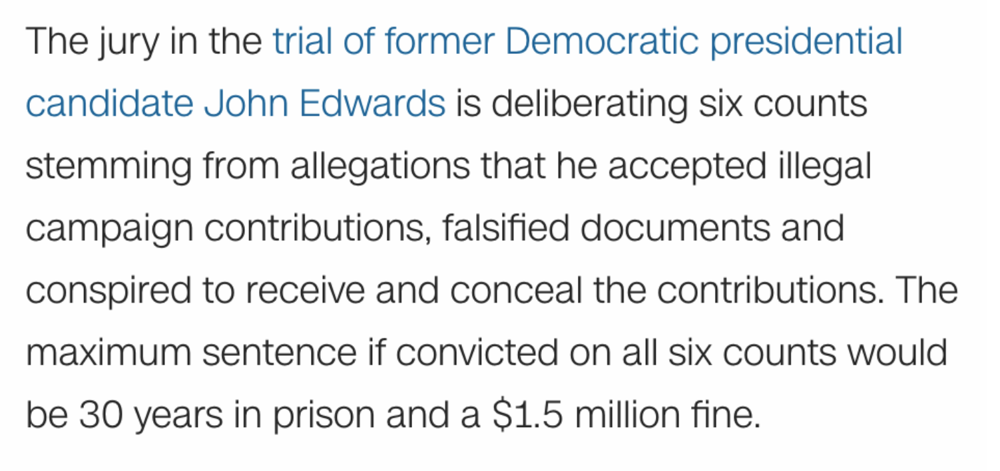 The jury in the trial of former Democratic presidential
candidate John Edwards is deliberating six counts
stemming from allegations that he accepted illegal
campaign contributions, falsified documents and
conspired to receive and conceal the contributions. The
maximum sentence if convicted on all six counts would
be 30 years in prison and a $1.5 million fine.